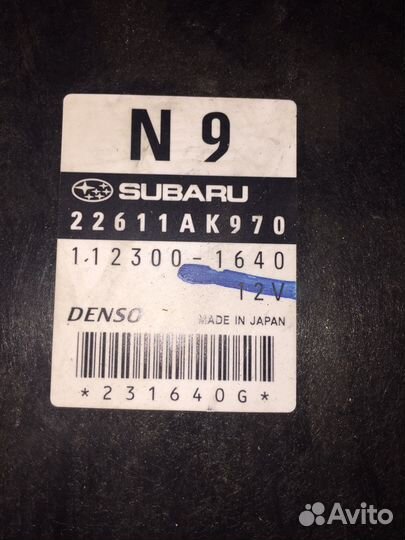 N 9
SUBARU
22611AK970
112300-1640
12V
DENSO MADE IN JAPAN
*231640G*
Avito